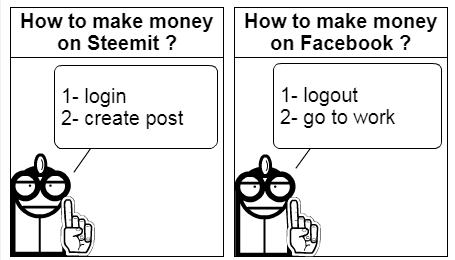 How to make money
on Steemit ?
1- login
2- create post
How to make money
on Facebook ?
1- logout
2- go to work